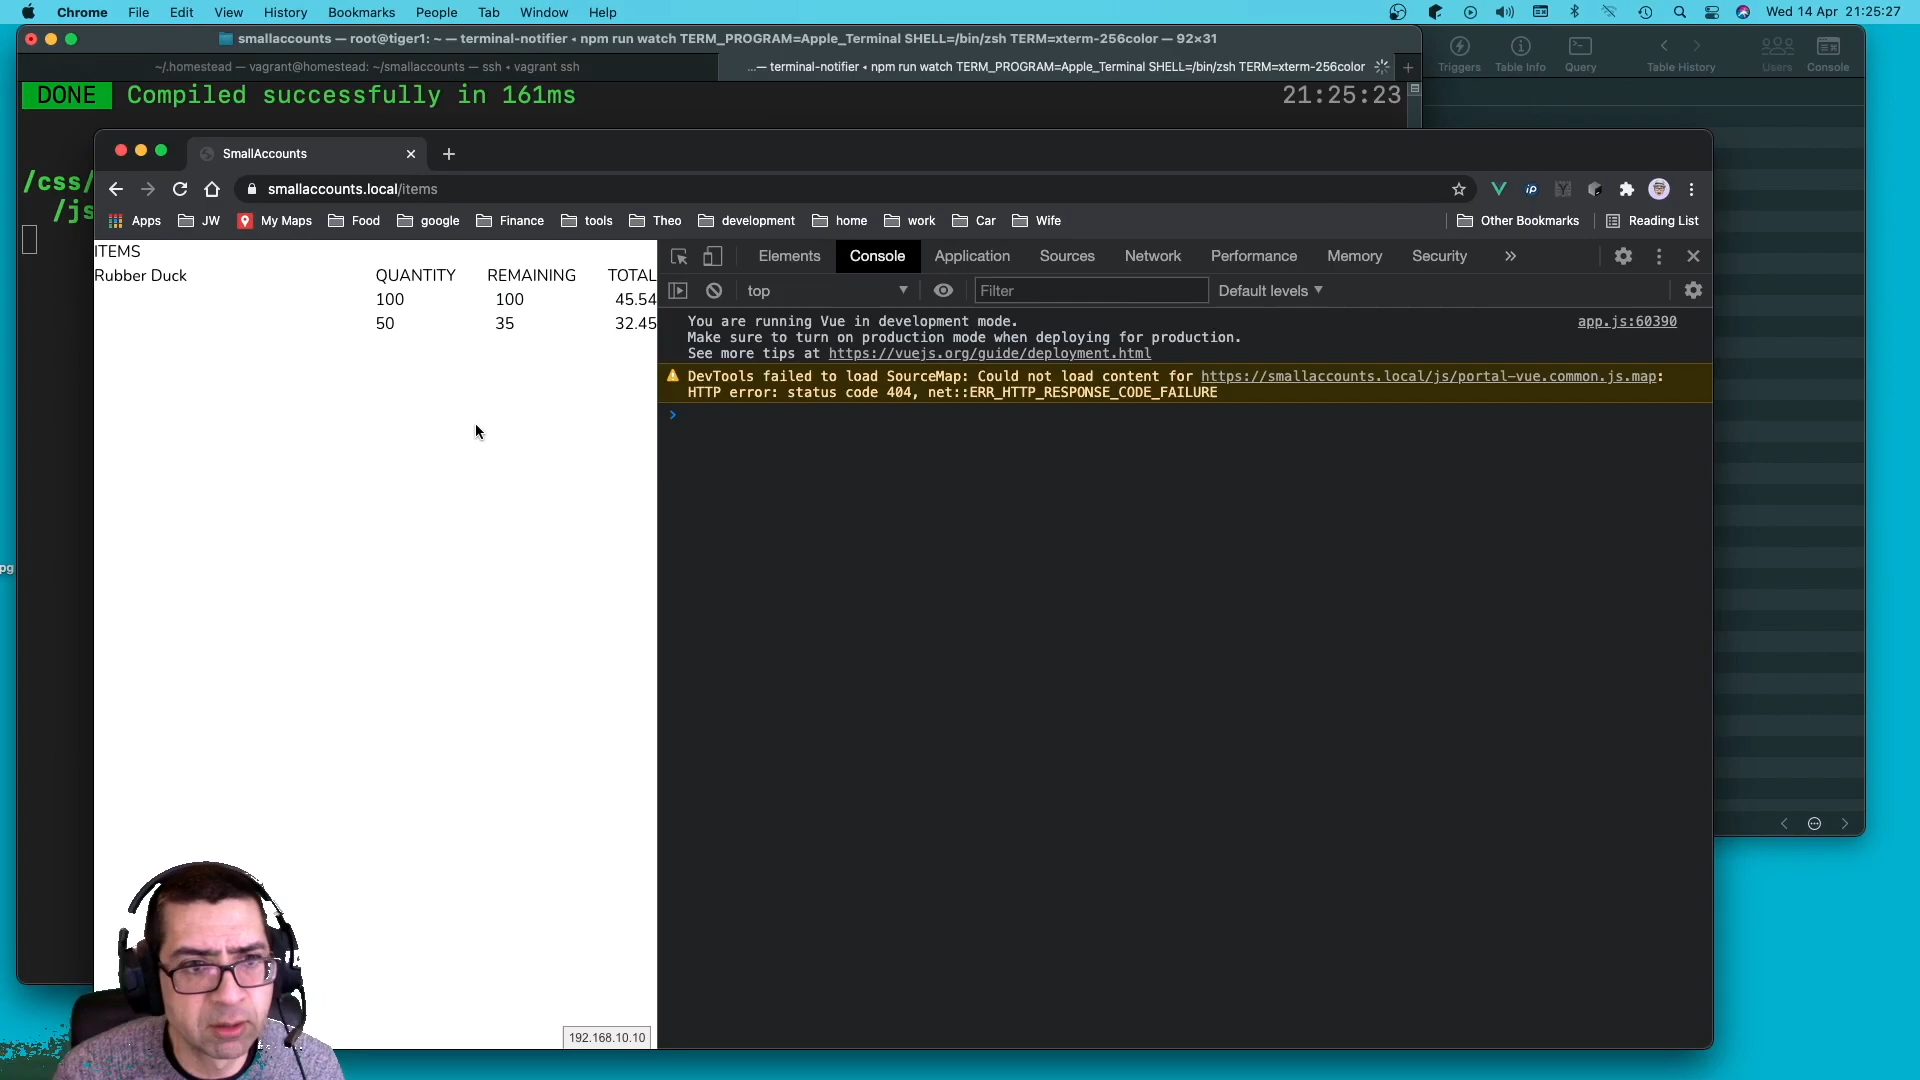 Chrome File Edit View History Bookmarks People Tab Window Help Wed 14 Apr 21:25:27
smallaccounts — root@tiger1: ~ — terminal-notifier ◂ npm run watch TERM_PROGRAM=Apple_Terminal SHELL=/bin/zsh TERM=xterm-256color — 92×31
~/.homestead — vagrant@homestead: ~/smallaccounts — ssh ◂ vagrant ssh
...— terminal-notifier ◂ npm run watch TERM_PROGRAM=Apple_Terminal SHELL=/bin/zsh TERM=xterm-256color
Triggers Table Info Query Table History Users Console
DONE Compiled successfully in 161ms 21:25:23
/css/
/js
pg
SmallAccounts
smallaccounts.local/items
Apps JW My Maps Food google Finance tools Theo development home work Car Wife Other Bookmarks Reading List
ITEMS
Rubber Duck QUANTITY REMAINING TOTAL
100 100 45.54
50 35 32.45
192.168.10.10
Elements Console Application Sources Network Performance Memory Security
top Filter Default levels
You are running Vue in development mode. app.js:60390
Make sure to turn on production mode when deploying for production.
See more tips at https://vuejs.org/guide/deployment.html
DevTools failed to load SourceMap: Could not load content for https://smallaccounts.local/js/portal-vue.common.js.map:
HTTP error: status code 404, net::ERR_HTTP_RESPONSE_CODE_FAILURE